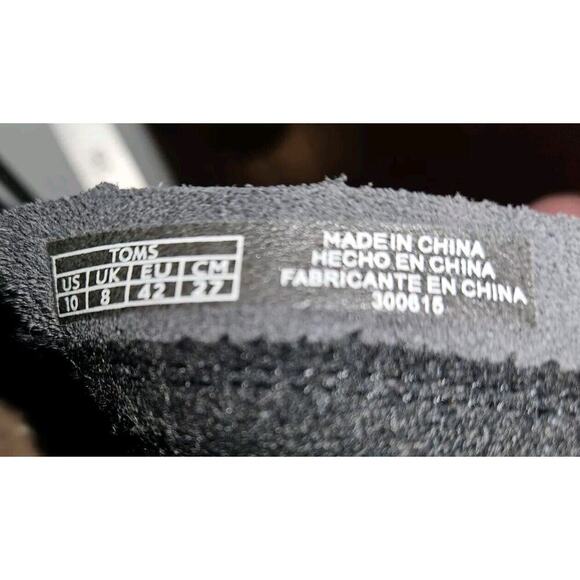 TOMS
US UK EU CM
10 8 42 27
MADE IN CHINA
HECHO EN CHINA
FABRICANTE EN CHINA
300615